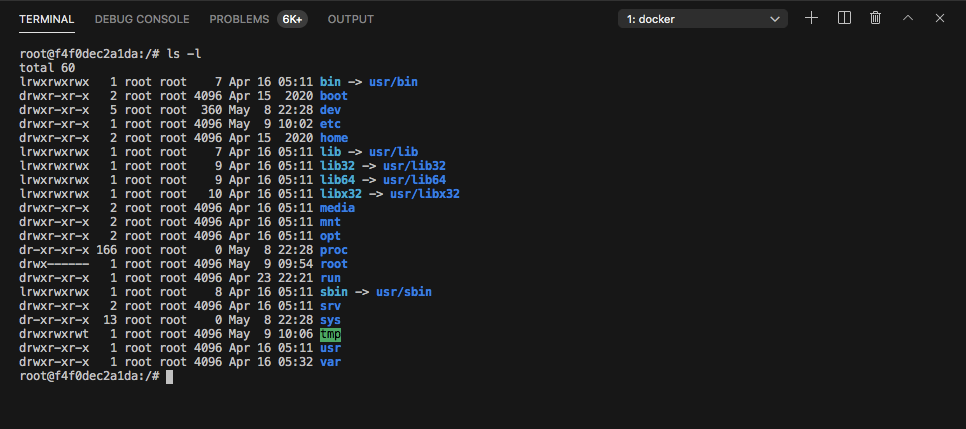 TERMINAL DEBUG CONSOLE PROBLEMS 6K+ OUTPUT 1: docker
root@f4f0dec2a1da:/# ls -l
total 60
lrwxrwxrwx   1 root root    7 Apr 16 05:11 bin -> usr/bin
drwxr-xr-x   2 root root 4096 Apr 15  2020 boot
drwxr-xr-x   5 root root  360 May  8 22:28 dev
drwxr-xr-x   1 root root 4096 May  9 10:02 etc
drwxr-xr-x   2 root root 4096 Apr 15  2020 home
lrwxrwxrwx   1 root root    7 Apr 16 05:11 lib -> usr/lib
lrwxrwxrwx   1 root root    9 Apr 16 05:11 lib32 -> usr/lib32
lrwxrwxrwx   1 root root    9 Apr 16 05:11 lib64 -> usr/lib64
lrwxrwxrwx   1 root root   10 Apr 16 05:11 libx32 -> usr/libx32
drwxr-xr-x   2 root root 4096 Apr 16 05:11 media
drwxr-xr-x   2 root root 4096 Apr 16 05:11 mnt
drwxr-xr-x   2 root root 4096 Apr 16 05:11 opt
dr-xr-xr-x 166 root root    0 May  8 22:28 proc
drwx------   1 root root 4096 May  9 09:54 root
drwxr-xr-x   1 root root 4096 Apr 23 22:21 run
lrwxrwxrwx   1 root root    8 Apr 16 05:11 sbin -> usr/sbin
drwxr-xr-x   2 root root 4096 Apr 16 05:11 srv
dr-xr-xr-x  13 root root    0 May  8 22:28 sys
drwxrwxrwt   1 root root 4096 May  9 10:06 tmp
drwxr-xr-x   1 root root 4096 Apr 16 05:11 usr
drwxr-xr-x   1 root root 4096 Apr 16 05:32 var
root@f4f0dec2a1da:/#